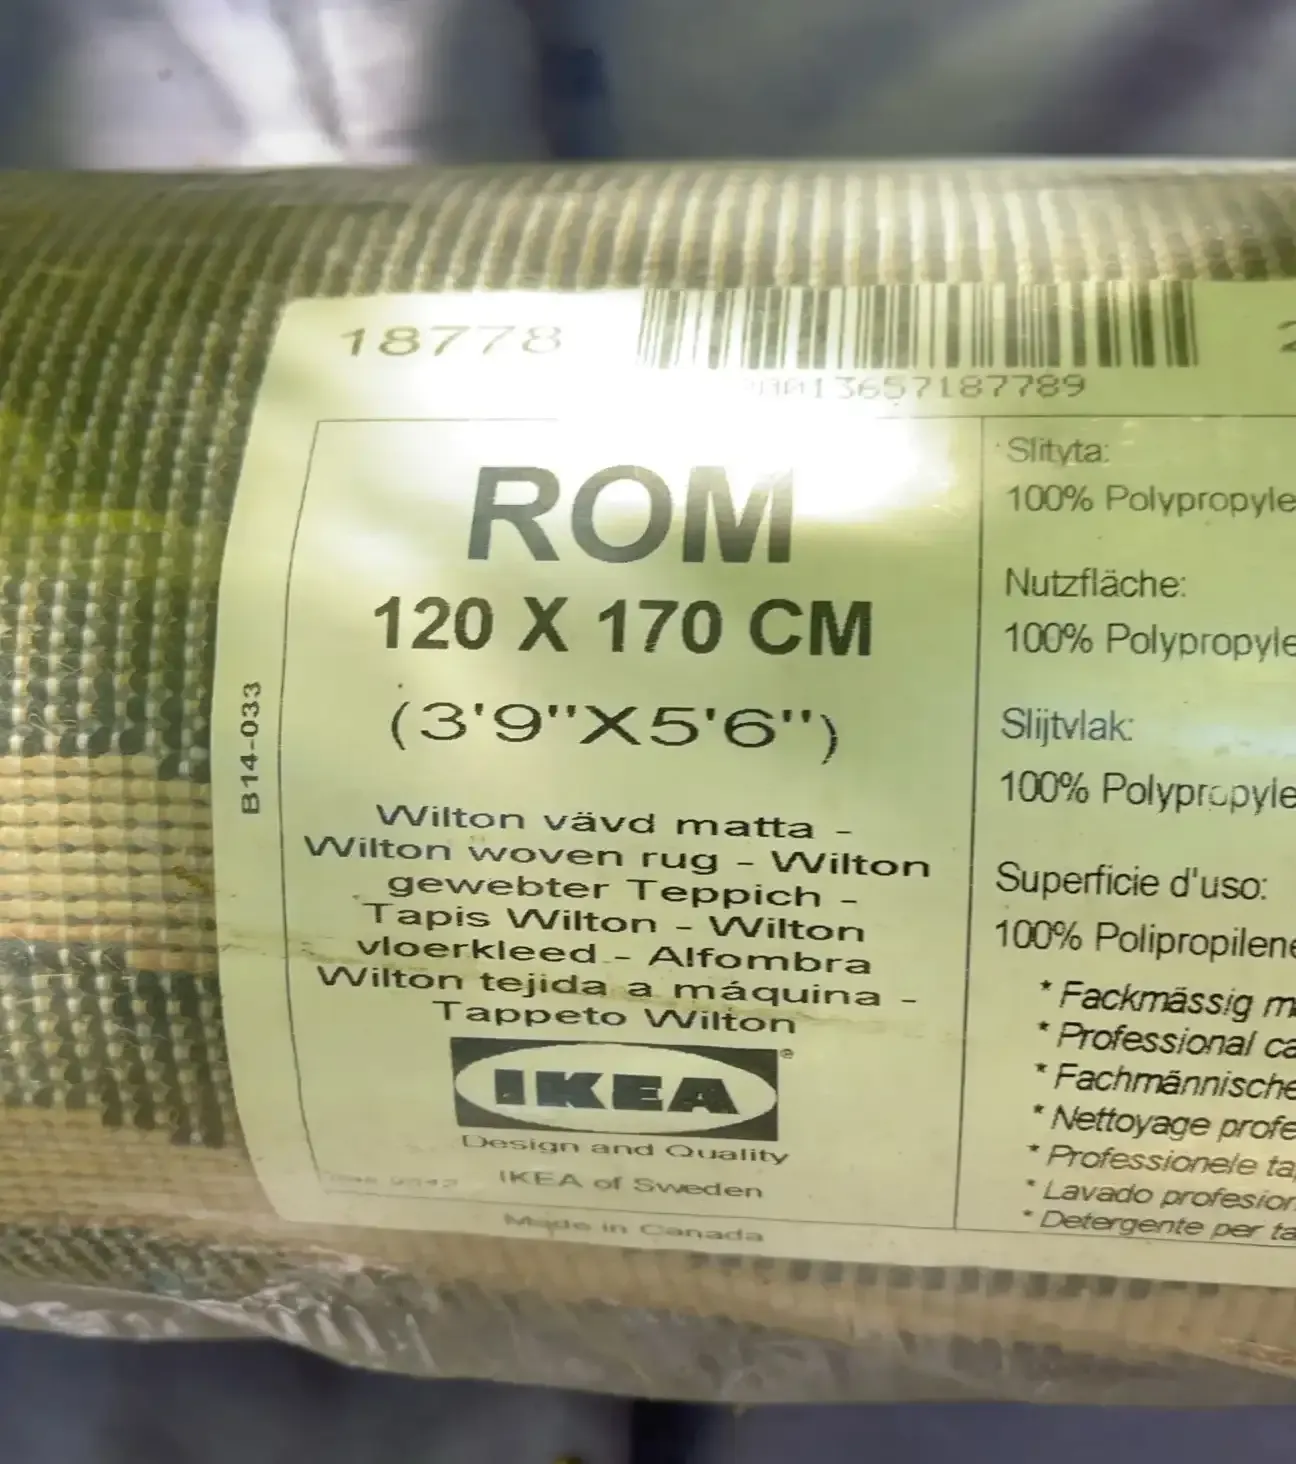 18778
13657187789
ROM
120 X 170 CM
(3'9"X5'6")
B14-033
Wilton vävd matta -
Wilton woven rug - Wilton
gewebter Teppich -
Tapis Wilton - Wilton
vloerkleed - Alfombra
Wilton tejida a máquina -
Tappeto Wilton
IKEA
®
Design and Quality
IKEA of Sweden
Made in Canada
Slityta:
100% Polypropyle
Nutzfläche:
100% Polypropyle
Slijtvlak:
100% Polypropyle
Superficie d'uso:
100% Polipropilene
* Fackmässig m
* Professional ca
* Fachmännische
* Nettoyage profe
* Professionele ta
* Lavado profesion
* Detergente per ta